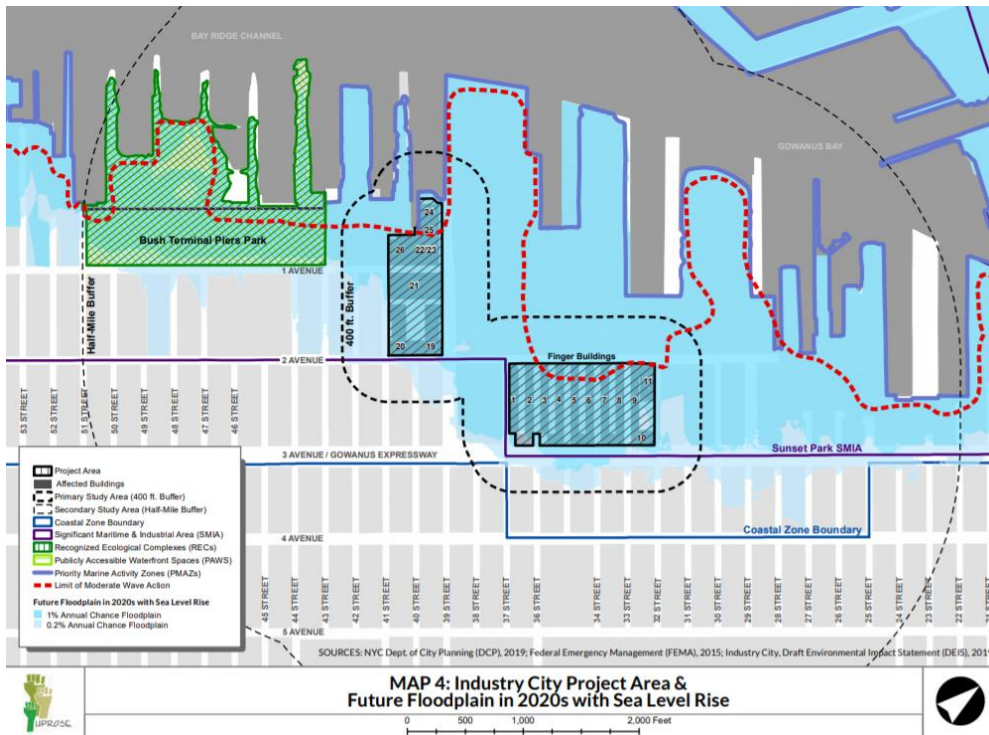 BAY RIDGE CHANNEL
GOWANUS BAY
Bush Terminal Piers Park
1 AVENUE
Half-Mile Buffer
400 ft. Buffer
24
25
26
22/23
21
20
19
2 AVENUE
Finger Buildings
1
2
3
4
5
6
7
8
9
11
10
Sunset Park SMIA
3 AVENUE / GOWANUS EXPRESSWAY
53 STREET
52 STREET
51 STREET
50 STREET
49 STREET
48 STREET
47 STREET
46 STREET
Coastal Zone Boundary
4 AVENUE
45 STREET
44 STREET
43 STREET
42 STREET
41 STREET
40 STREET
39 STREET
38 STREET
37 STREET
36 STREET
34 STREET
33 STREET
32 STREET
31 STREET
30 STREET
29 STREET
28 STREET
27 STREET
26 STREET
25 STREET
24 STREET
23 STREET
22 STREET
5 AVENUE
Project Area
Affected Buildings
Primary Study Area (400 ft. Buffer)
Secondary Study Area (Half-Mile Buffer)
Coastal Zone Boundary
Significant Maritime & Industrial Area (SMIA)
Recognized Ecological Complexes (RECs)
Publicly Accessible Waterfront Spaces (PAWS)
Priority Marine Activity Zones (PMAZs)
Limit of Moderate Wave Action
Future Floodplain in 2020s with Sea Level Rise
1% Annual Chance Floodplain
0.2% Annual Chance Floodplain
SOURCES: NYC Dept. of City Planning (DCP), 2019; Federal Emergency Management (FEMA), 2015; Industry City, Draft Environmental Impact Statement (DEIS), 201
UPROSE
MAP 4: Industry City Project Area &
Future Floodplain in 2020s with Sea Level Rise
0 500 1,000 2,000 Feet